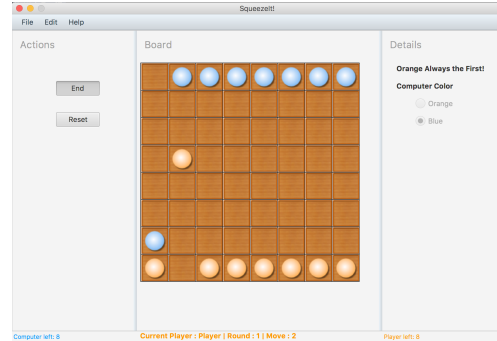 SqueezeIt!
File Edit Help
Actions
Board
Details
End
Reset
Orange Always the First!
Computer Color
Orange
Blue
Computer left: 8
Current Player : Player | Round : 1 | Move : 2
Player left: 8